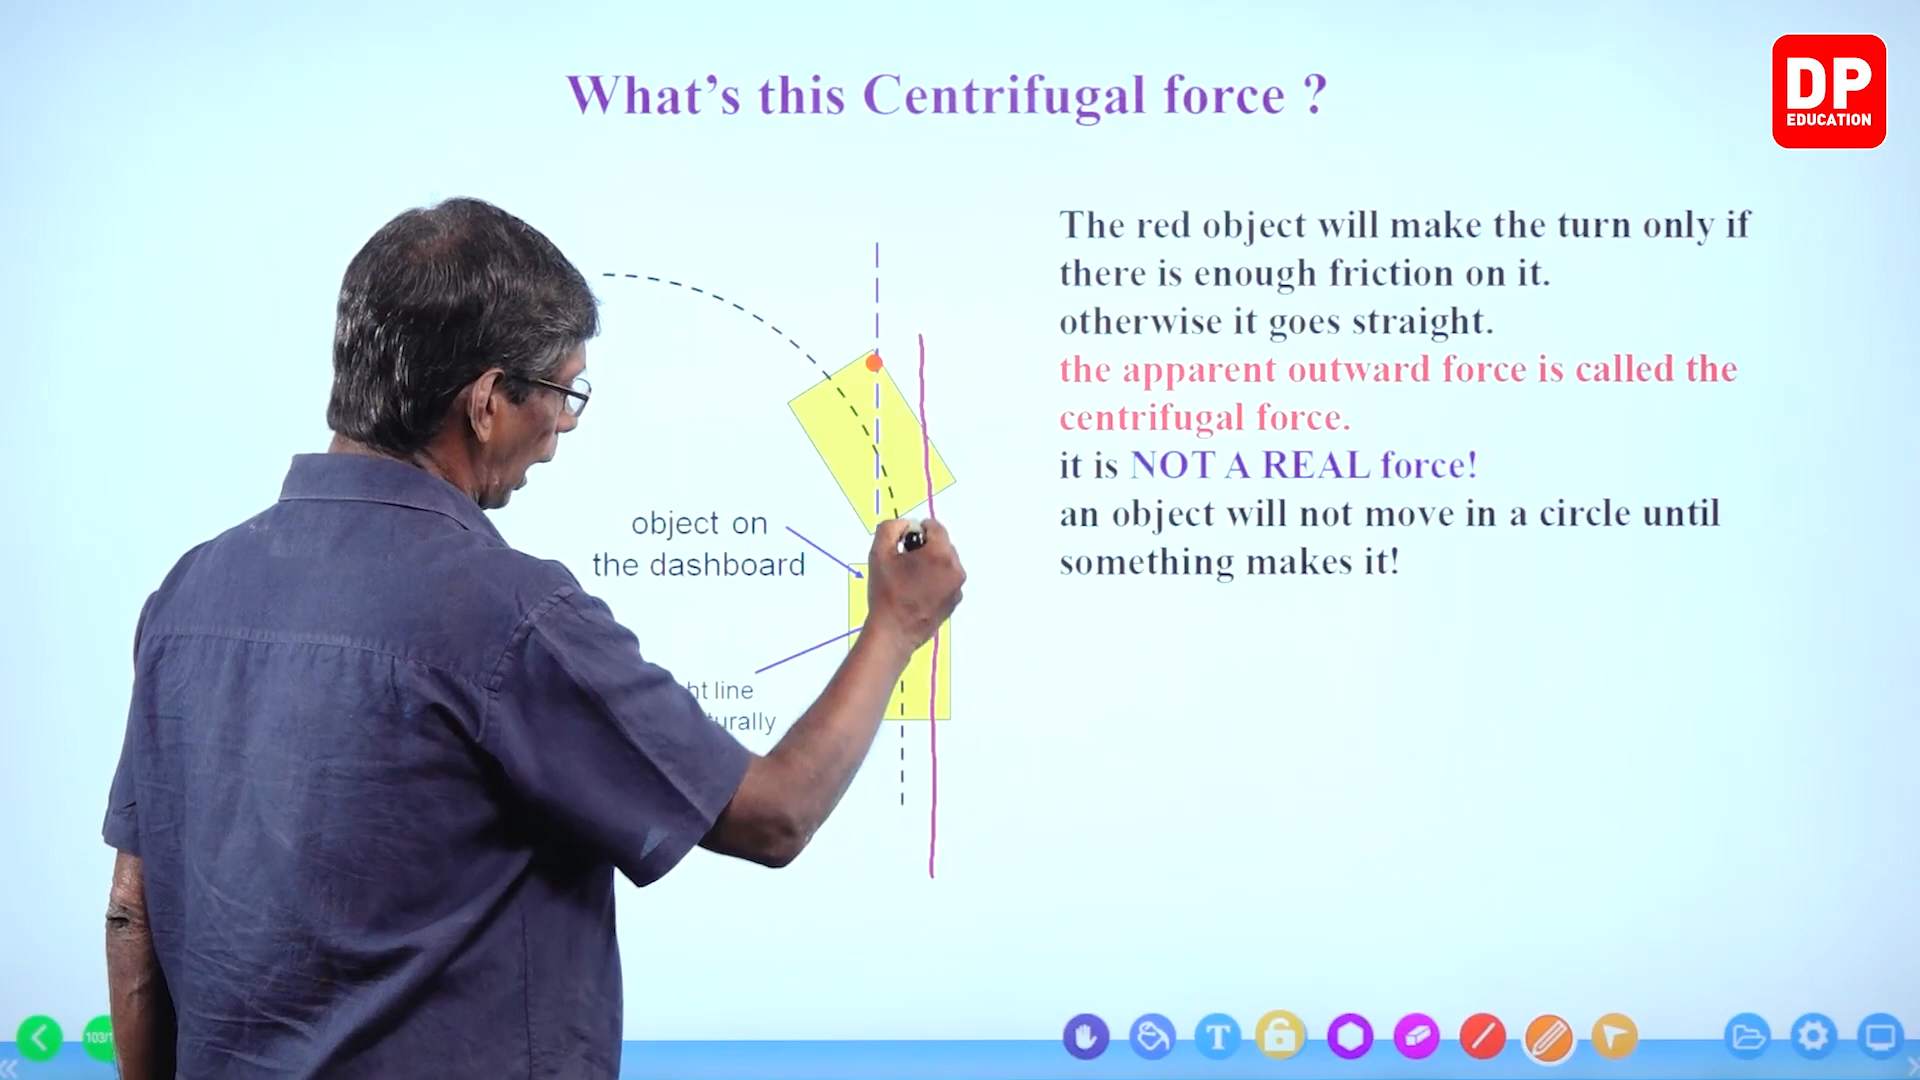 What's this Centrifugal force ?
DP
EDUCATION
The red object will make the turn only if
there is enough friction on it.
otherwise it goes straight.
the apparent outward force is called the
centrifugal force.
it is NOT A REAL force!
an object will not move in a circle until
something makes it!
object on
the dashboard
line
T